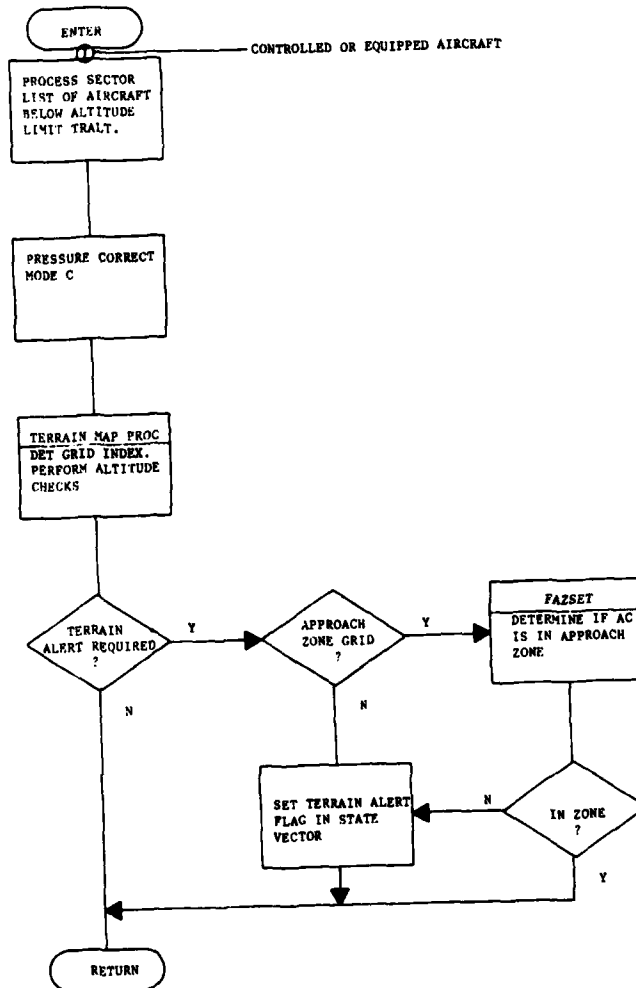 ENTER
CONTROLLED OR EQUIPPED AIRCRAFT
PROCESS SECTOR
LIST OF AIRCRAFT
BELOW ALTITUDE
LIMIT TRALT.
PRESSURE CORRECT
MODE C
TERRAIN MAP PROC
DET GRID INDEX.
PERFORM ALTITUDE
CHECKS
TERRAIN
ALERT REQUIRED
?
Y
N
APPROACH
ZONE GRID
?
Y
N
FAZSET
DETERMINE IF AC
IS IN APPROACH
ZONE
SET TERRAIN ALERT
FLAG IN STATE
VECTOR
N
IN ZONE
?
Y
RETURN